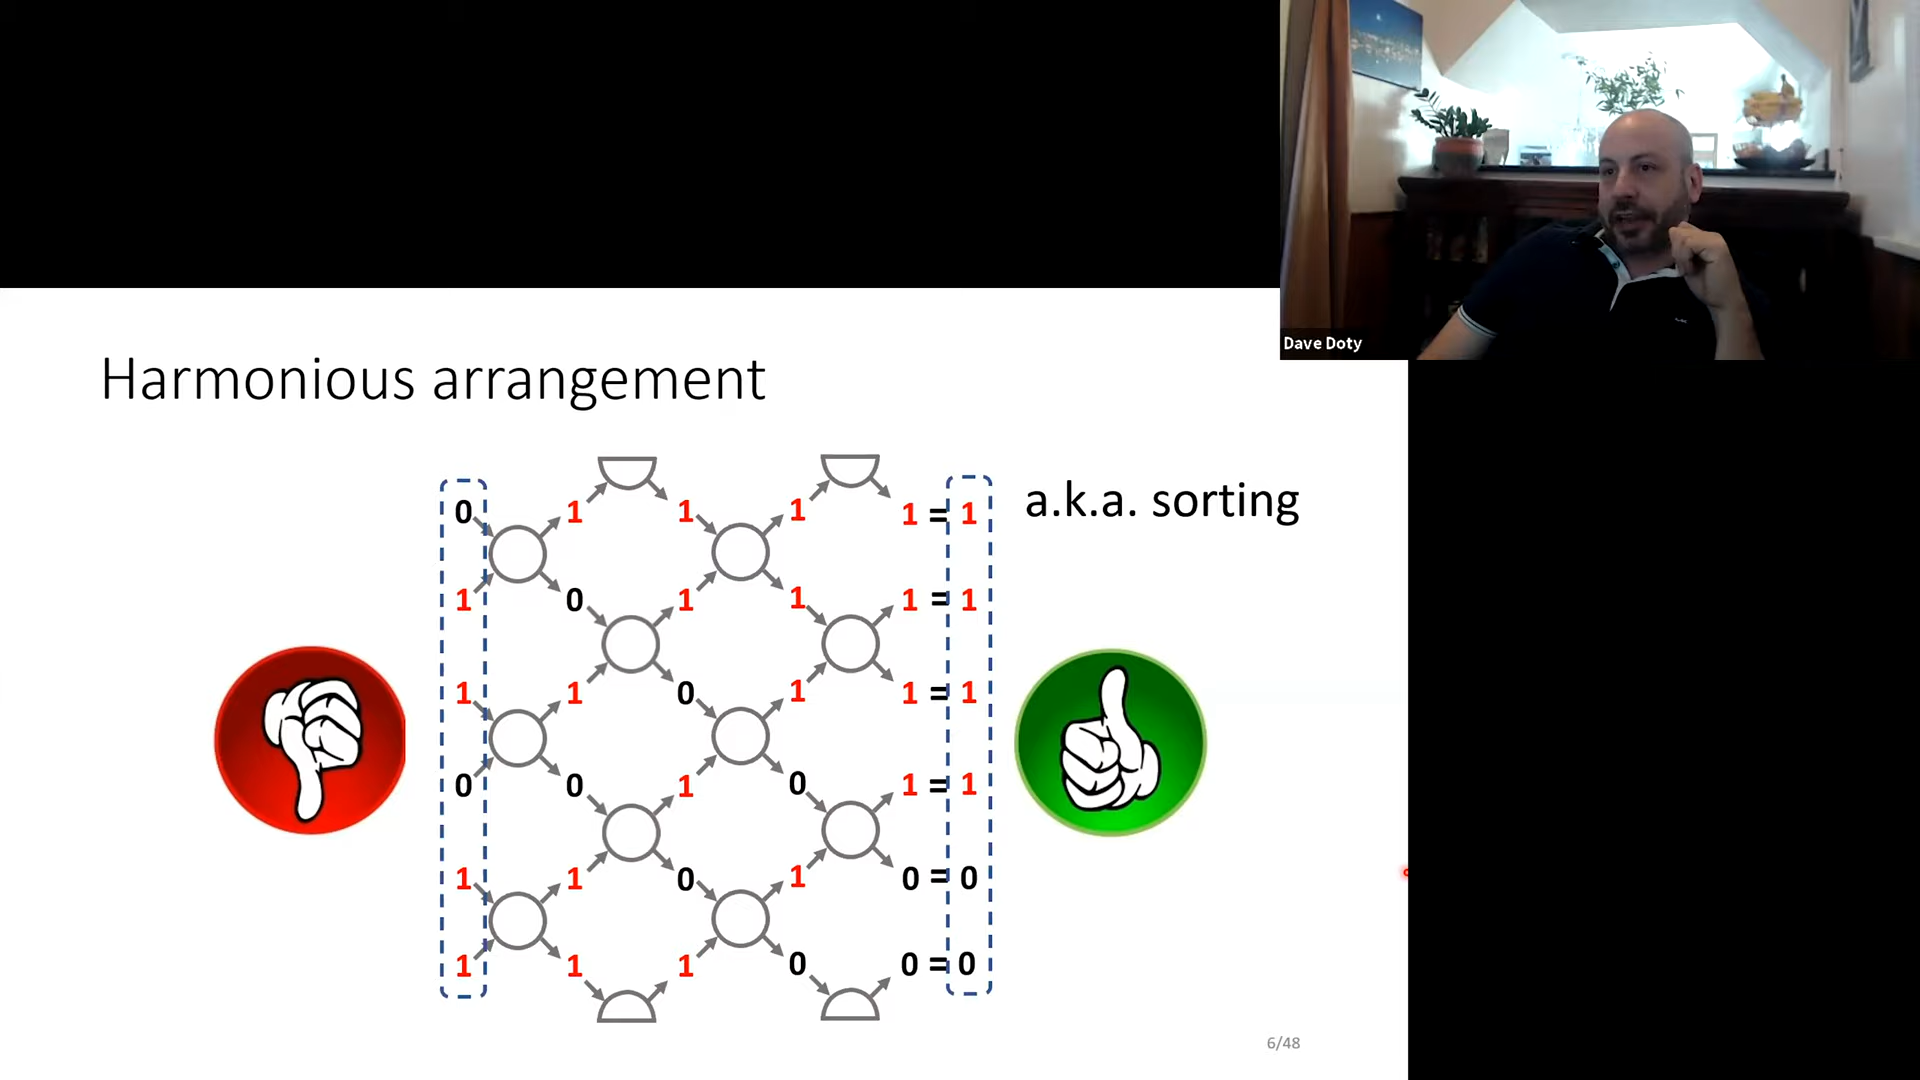 Dave Doty
Harmonious arrangement
a.k.a. sorting
0 1 1 1 1 = 1
1 0 1 1 1 = 1
1 1 0 1 1 = 1
0 0 1 0 1 = 1
1 1 0 1 0 = 0
1 1 1 0 0 = 0
6/48